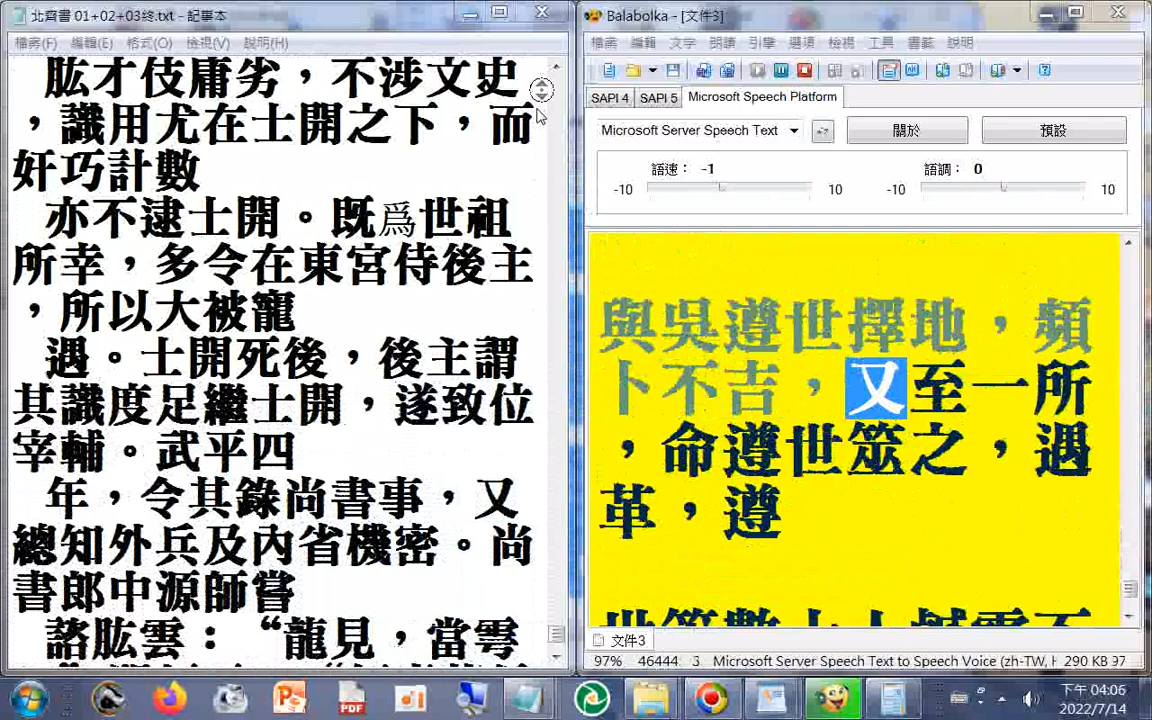 北齊書 01+02+03终.txt - 記事本
檔案(F) 編輯(E) 格式(O) 檢視(V) 說明(H)
肱才伎庸劣，不涉文史
，識用尤在士開之下，而
奸巧計數
亦不逮士開。既爲世祖
所幸，多令在東宮侍後主
，所以大被寵
遇。士開死後，後主謂
其識度足繼士開，遂致位
宰輔。武平四
年，令其錄尚書事，又
總知外兵及內省機密。尚
書郎中源師嘗
諮肱雲：“龍見，當雩
Balabolka - [文件3]
檔案 編輯 文字 朗讀 引擎 選項 檢視 工具 書籤 說明
SAPI 4 SAPI 5 Microsoft Speech Platform
Microsoft Server Speech Text 關於 預設
語速： -1 語調： 0
-10 10 -10 10
與吳遵世擇地，頻
卜不吉，又至一所
，命遵世筮之，遇
革，遵
文件3
97% 46444: 3 Microsoft Server Speech Text to Speech Voice (zh-TW, H 290 KB 97
下午 04:06
2022/7/14